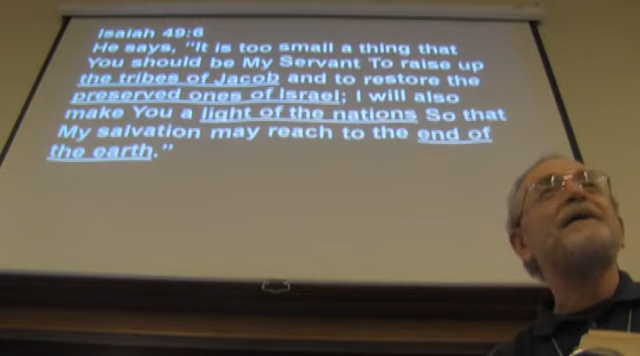 Isaiah 49:6
He says, "It is too small a thing that
You should be My Servant To raise up
the tribes of Jacob and to restore the
preserved ones of Israel; I will also
make You a light of the nations So that
My salvation may reach to the end of
the earth."